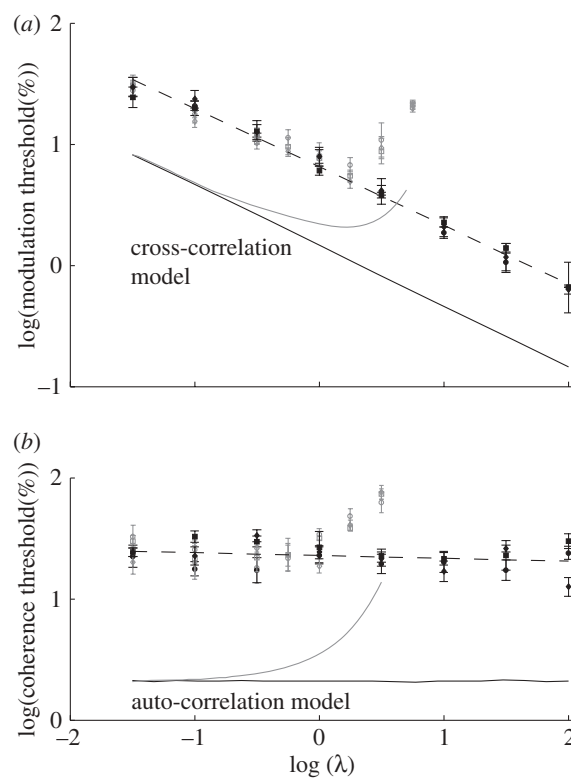 (a)
2
1
0
–1
log(modulation threshold(%))
cross-correlation
model
(b)
2
1
0
log(coherence threshold(%))
auto-correlation model
–2 –1 0 1 2
log (λ)